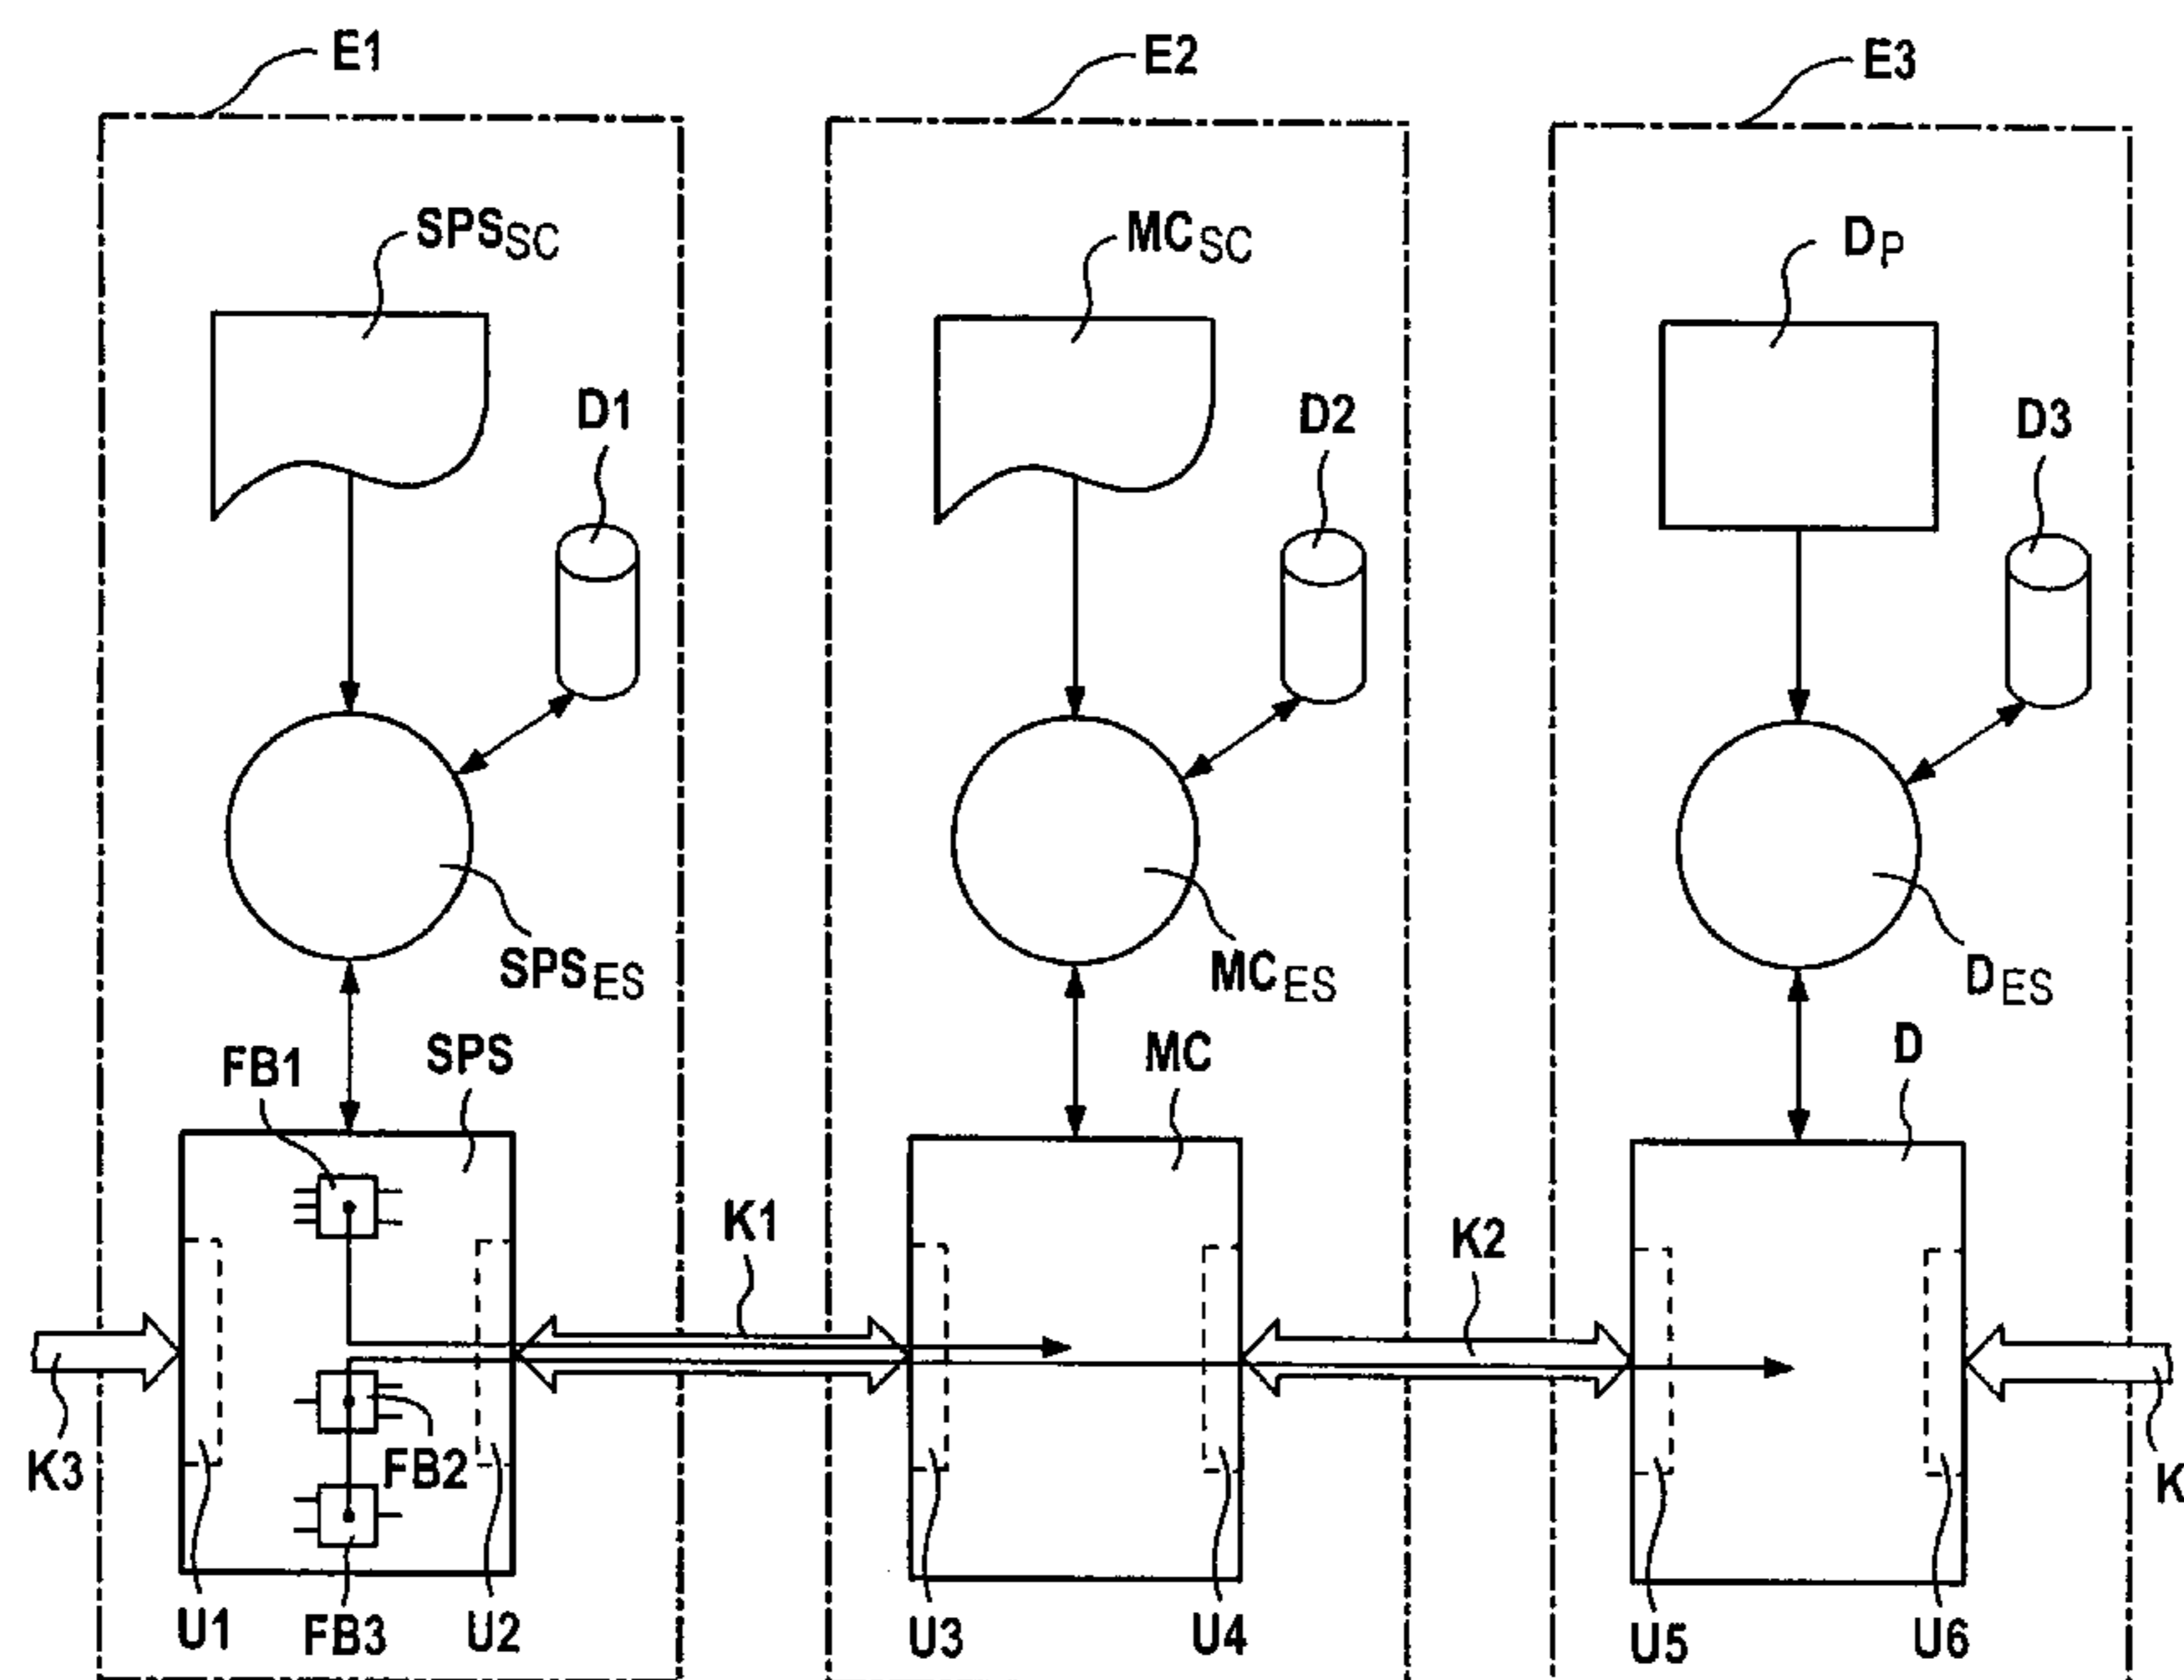 E1
E2
E3
SPSSC
MCSC
DP
D1
D2
D3
SPSES
MCES
DES
FB1
SPS
MC
D
K1
K2
K3
FB2
K
U1
FB3
U2
U3
U4
U5
U6